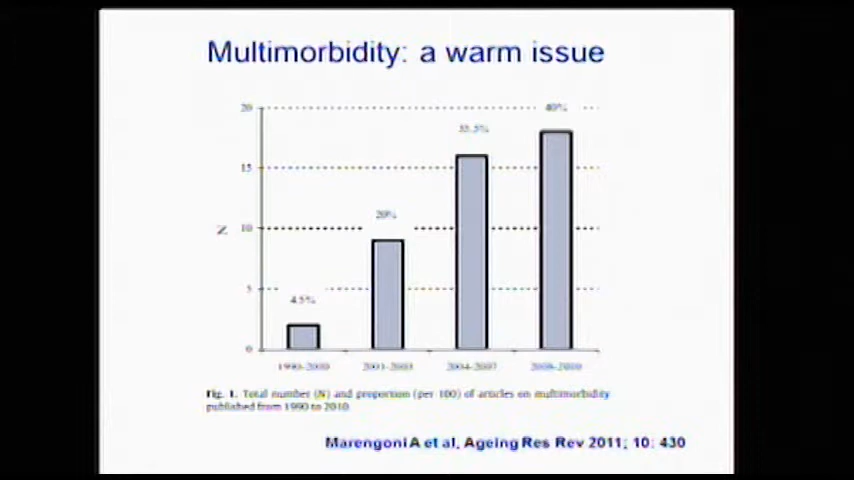 Multimorbidity: a warm issue
20
40%
35.5%
15
20%
N
10
5
4.5%
0
1990-2000
2001-2003
2004-2007
2008-2010
Fig. 1. Total number (N) and proportion (per 100) of articles on multimorbidity
published from 1990 to 2010.
Marengoni A et al, Ageing Res Rev 2011; 10: 430